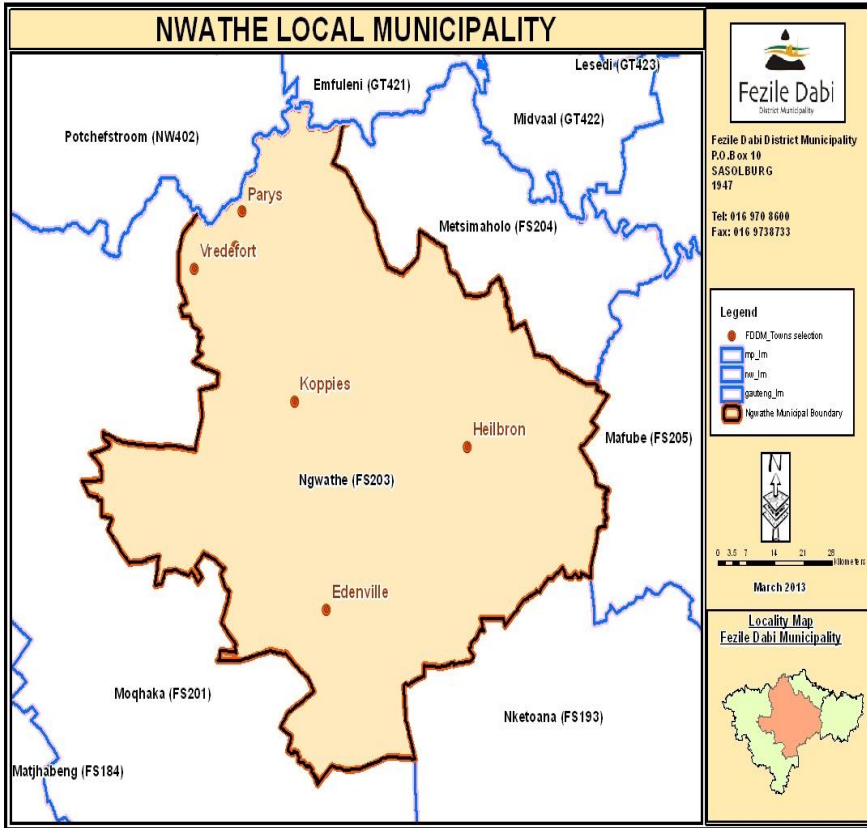 NWATHE LOCAL MUNICIPALITY
Lesedi (GT423)
Emfuleni (GT421)
Midvaal (GT422)
Potchefstroom (NW402)
Parys
Metsimaholo (FS204)
Vredefort
Koppies
Heilbron
Mafube (FS205)
Ngwathe (FS203)
Edenville
Moqhaka (FS201)
Nketoana (FS193)
Matjhabeng (FS184)
Fezile Dabi
District Municipality
Fezile Dabi District Municipality
P.O.Box 10
SASOLBURG
1947
Tel: 016 970 8600
Fax: 016 9738733
Legend
FDDM_Towns selection
mp_lm
nw_lm
gauteng_lm
Ngwathe Municipal Boundary
N
0 3.5 7 14 21 28
Kilometers
March 2013
Locality Map
Fezile Dabi Municipality